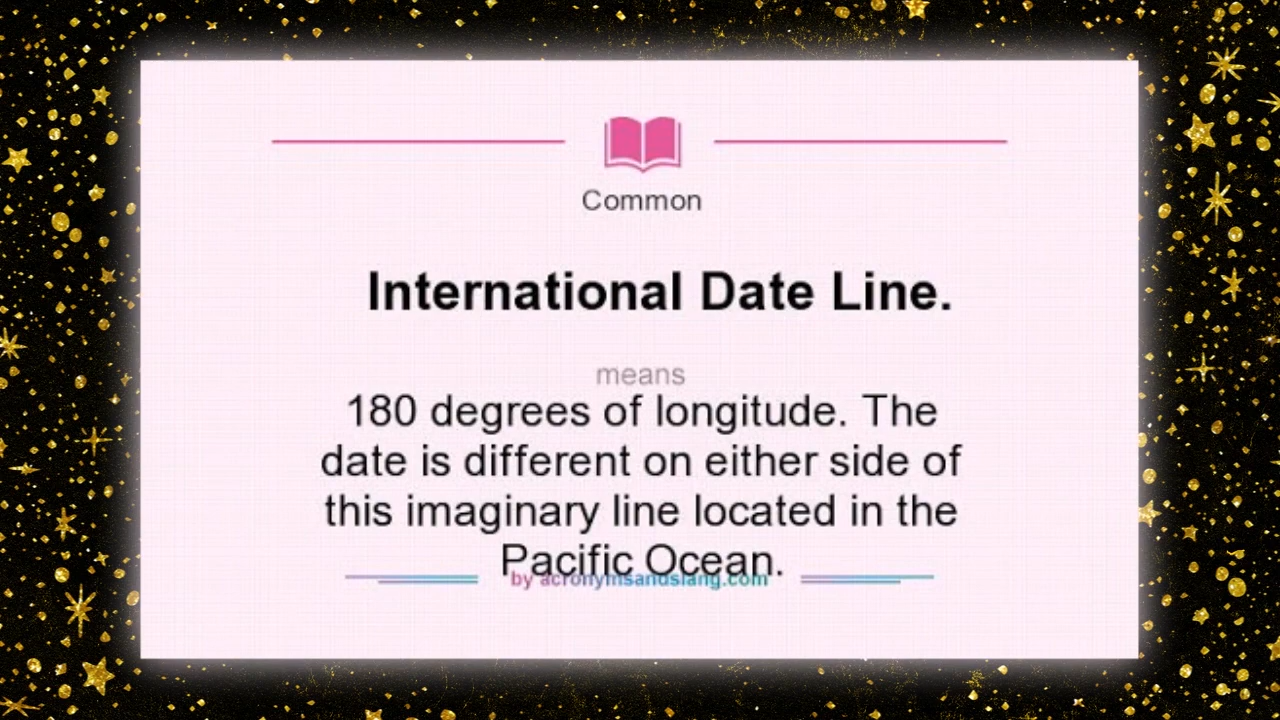 Common
International Date Line.
means
180 degrees of longitude. The
date is different on either side of
this imaginary line located in the
Pacific Ocean.
by acronymsandslang.com